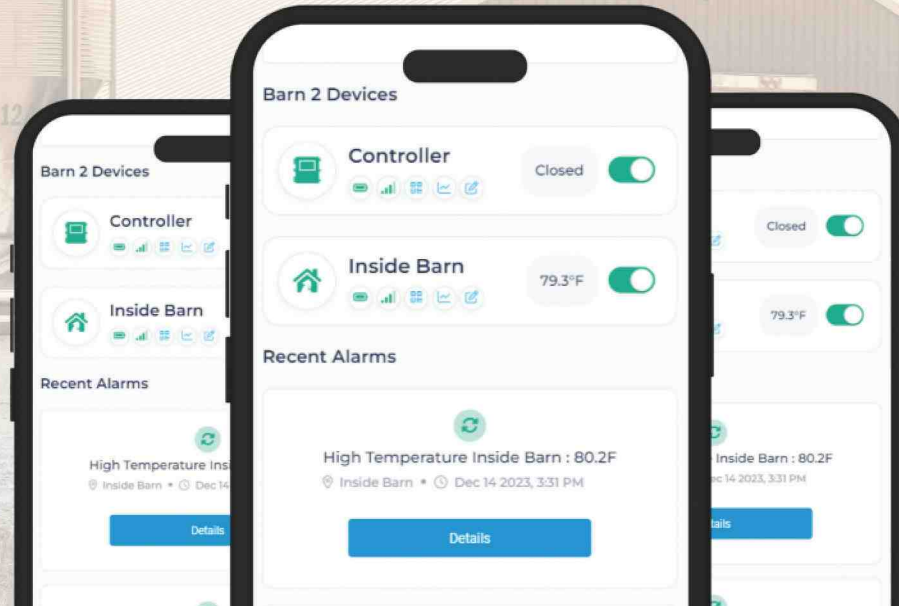 12
Barn 2 Devices
Controller
Inside Barn
Recent Alarms
High Temperature Ins
Inside Barn • Dec 14
Details
Barn 2 Devices
Controller
Closed
Inside Barn
79.3°F
Recent Alarms
High Temperature Inside Barn : 80.2F
Inside Barn • Dec 14 2023, 3:31 PM
Details
Closed
79.3°F
Inside Barn : 80.2F
ec 14 2023, 3:31 PM
tails